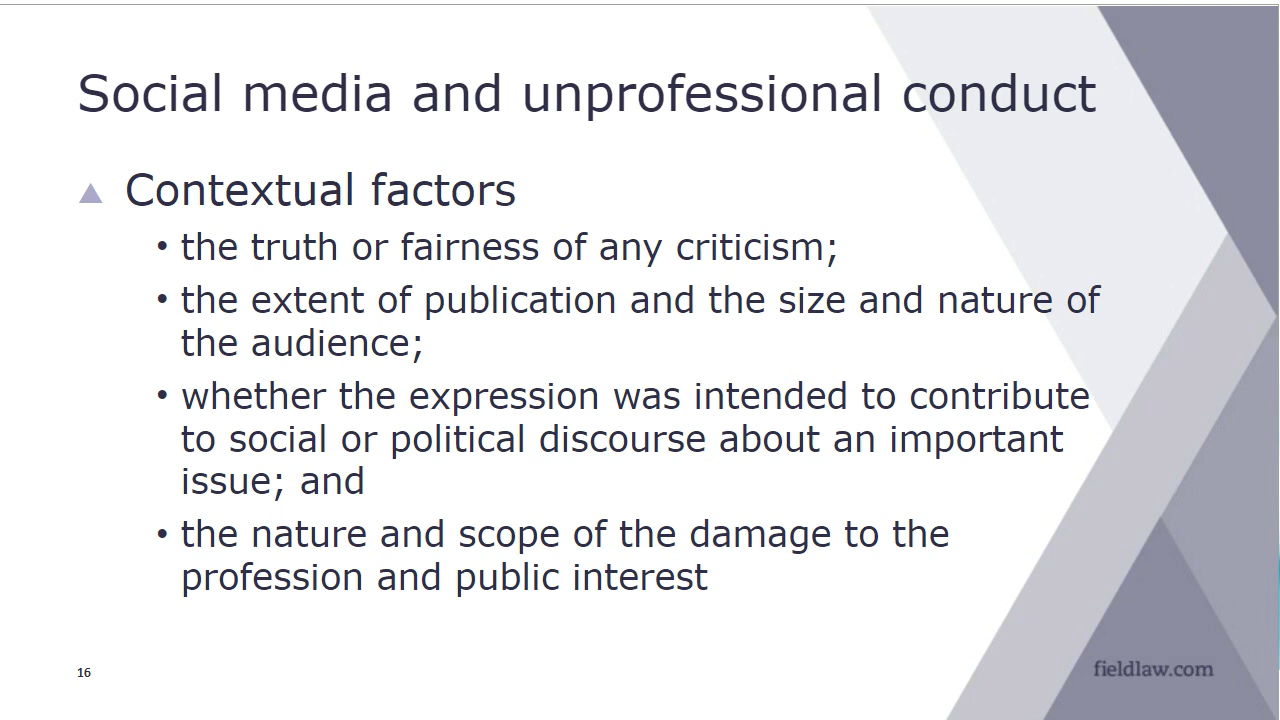 Social media and unprofessional conduct
Contextual factors
• the truth or fairness of any criticism;
• the extent of publication and the size and nature of
the audience;
• whether the expression was intended to contribute
to social or political discourse about an important
issue; and
• the nature and scope of the damage to the
profession and public interest
16
fieldlaw.com